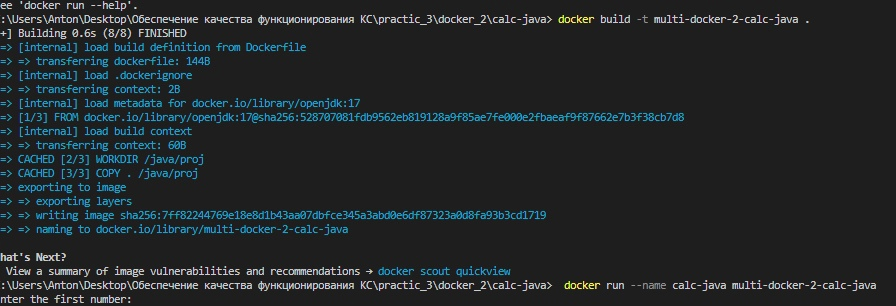 ee 'docker run --help'.
:\Users\Anton\Desktop\Обеспечение качества функционирования КС\practic_3\docker_2\calc-java> docker build -t multi-docker-2-calc-java .
+] Building 0.6s (8/8) FINISHED
=> [internal] load build definition from Dockerfile
=> => transferring dockerfile: 144B
=> [internal] load .dockerignore
=> => transferring context: 2B
=> [internal] load metadata for docker.io/library/openjdk:17
=> [1/3] FROM docker.io/library/openjdk:17@sha256:528707081fdb9562eb819128a9f85ae7fe000e2fbaeaf9f87662e7b3f38cb7d8
=> [internal] load build context
=> => transferring context: 60B
=> CACHED [2/3] WORKDIR /java/proj
=> CACHED [3/3] COPY . /java/proj
=> exporting to image
=> => exporting layers
=> => writing image sha256:7ff82244769e18e8d1b43aa07dbfce345a3abd0e6df87323a0d8fa93b3cd1719
=> => naming to docker.io/library/multi-docker-2-calc-java
hat's Next?
View a summary of image vulnerabilities and recommendations → docker scout quickview
:\Users\Anton\Desktop\Обеспечение качества функционирования КС\practic_3\docker_2\calc-java> docker run --name calc-java multi-docker-2-calc-java
nter the first number: